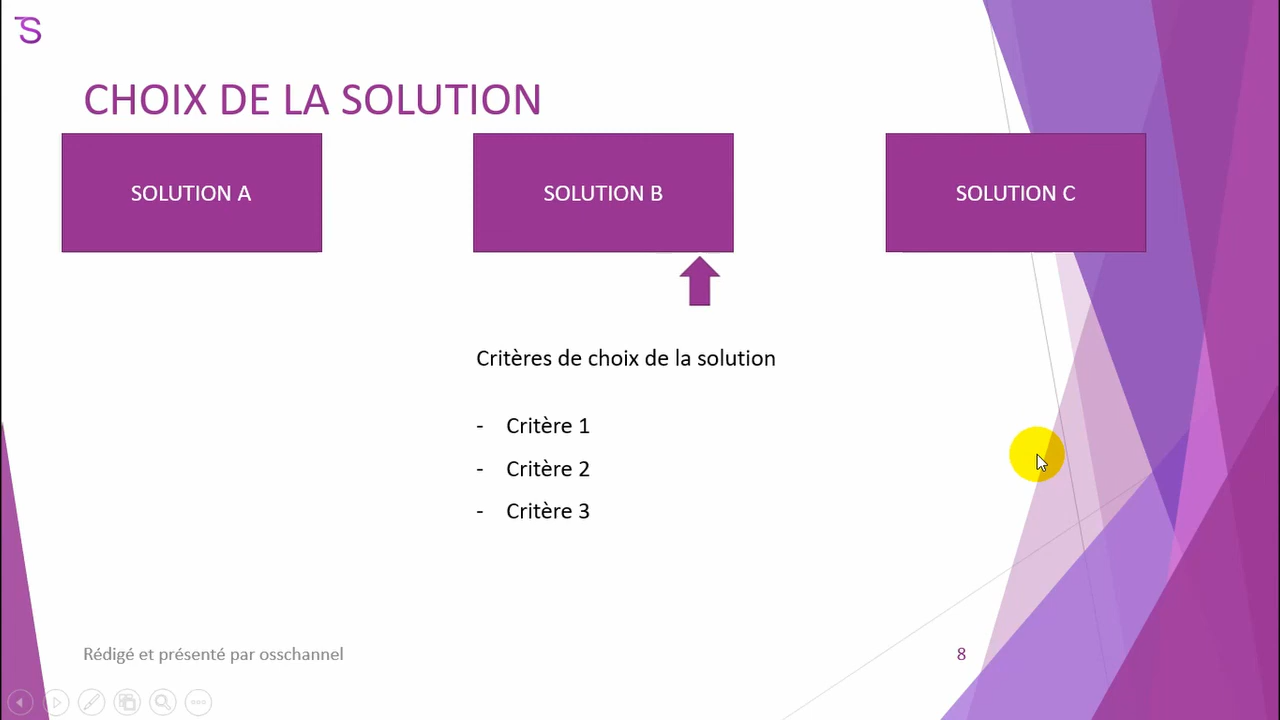 S
CHOIX DE LA SOLUTION
SOLUTION A
SOLUTION B
SOLUTION C
Critères de choix de la solution
- Critère 1
- Critère 2
- Critère 3
Rédigé et présenté par osschannel
8